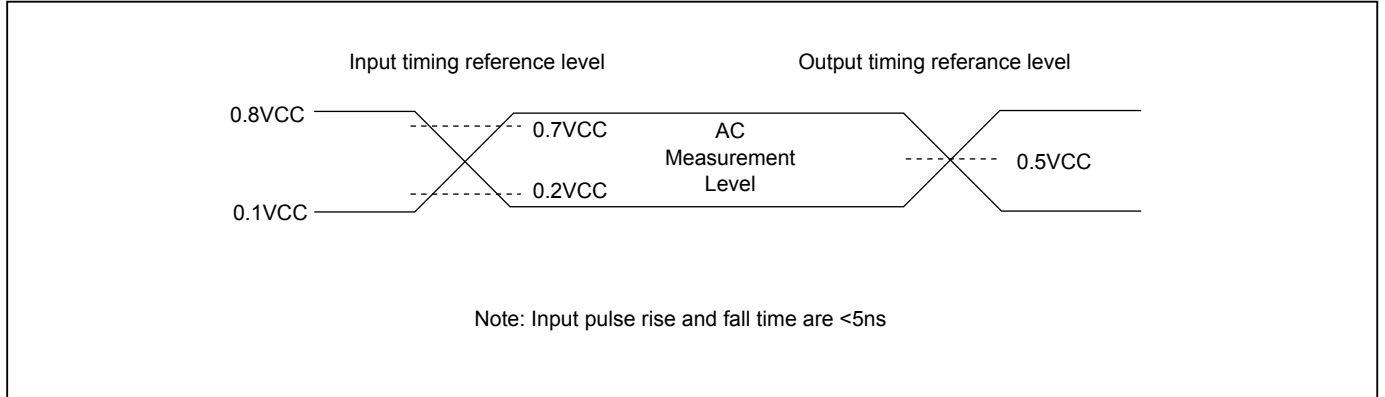 Input timing reference level
Output timing referance level
0.8VCC
0.7VCC
AC
Measurement
Level
0.5VCC
0.2VCC
0.1VCC
Note: Input pulse rise and fall time are <5ns